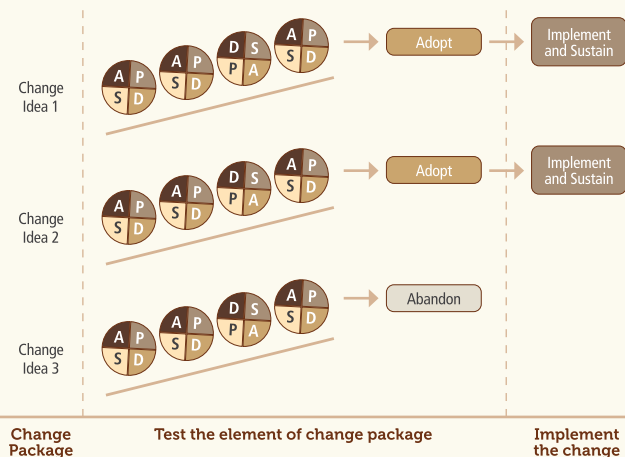 A P
S D
A P
S D
D S
P A
A P
S D
Adopt
Implement
and Sustain
Change
Idea 1
A P
S D
A P
S D
D S
P A
A P
S D
Adopt
Implement
and Sustain
Change
Idea 2
A P
S D
A P
S D
D S
P A
A P
S D
Abandon
Change
Idea 3
Change
Package
Test the element of change package
Implement
the change